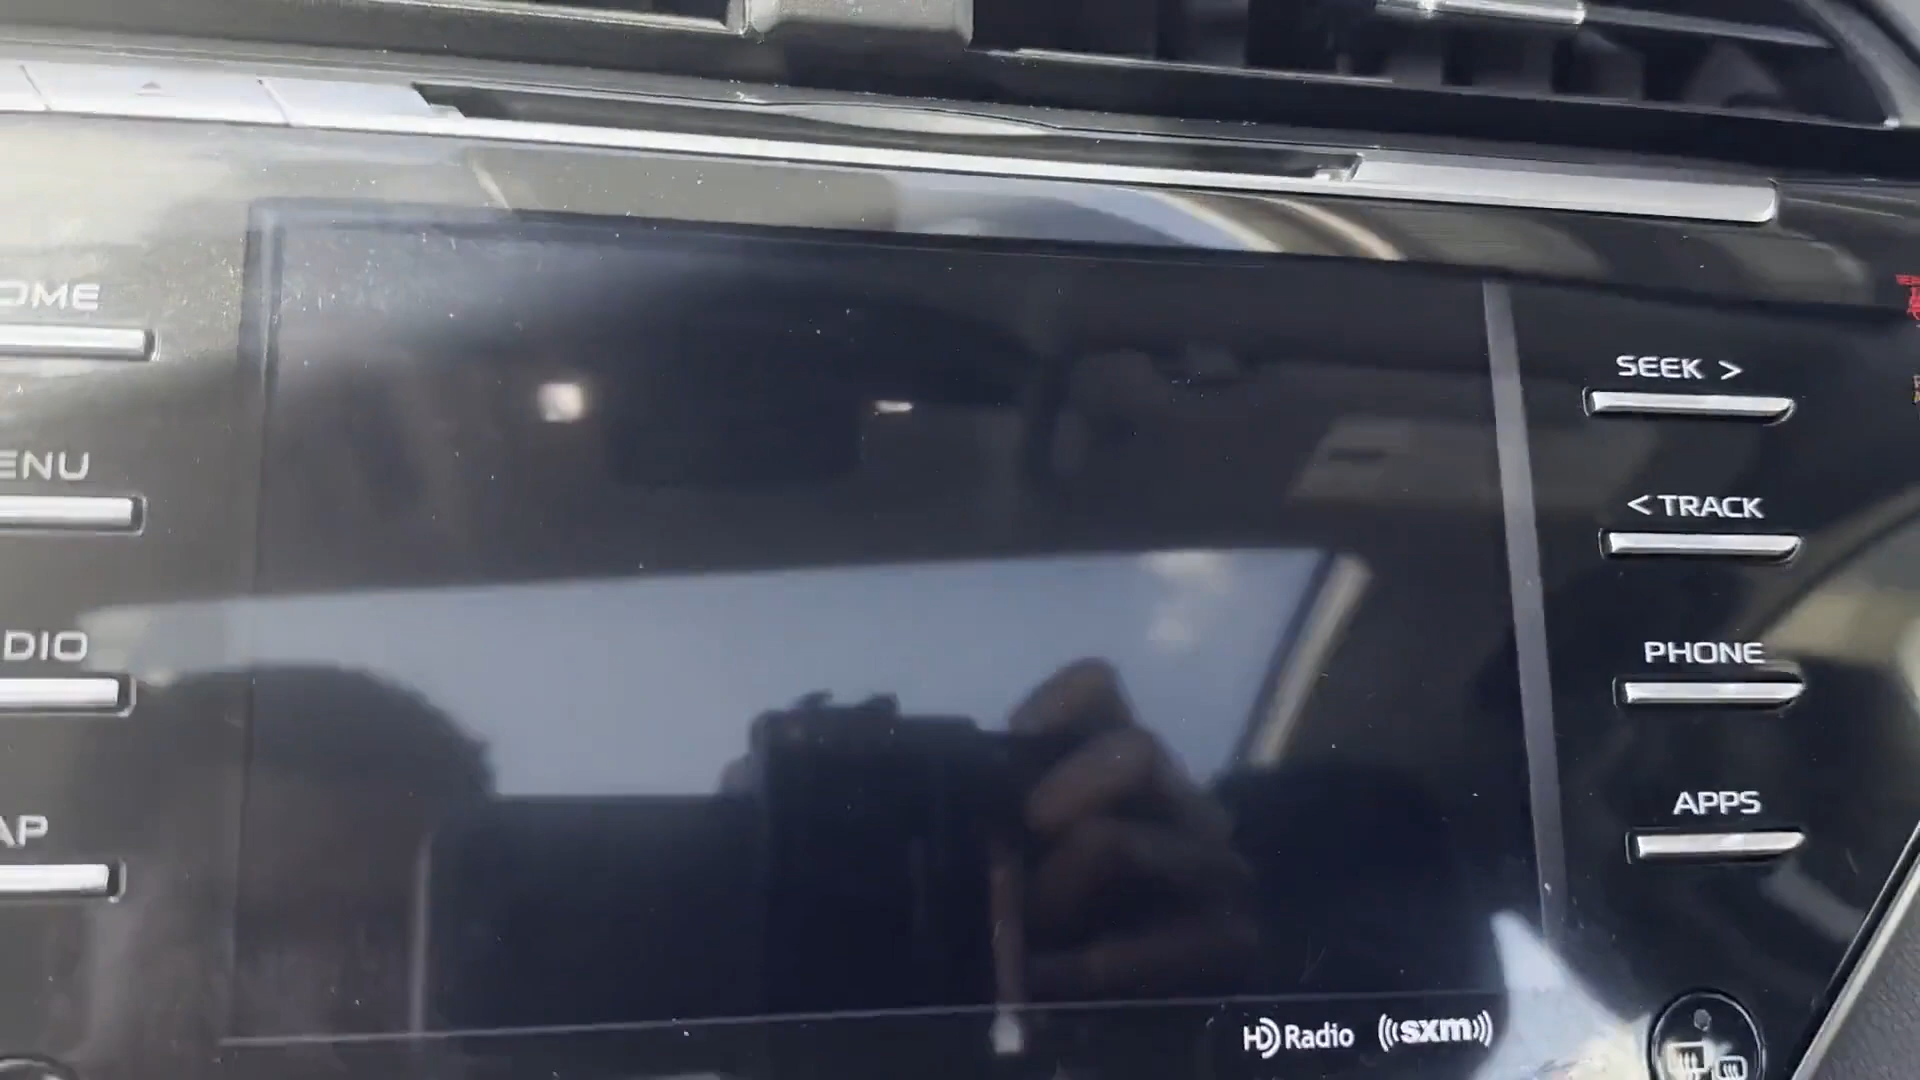 OME
SEEK >
ENU
< TRACK
DIO
PHONE
AP
APPS
HD Radio
((sxm))